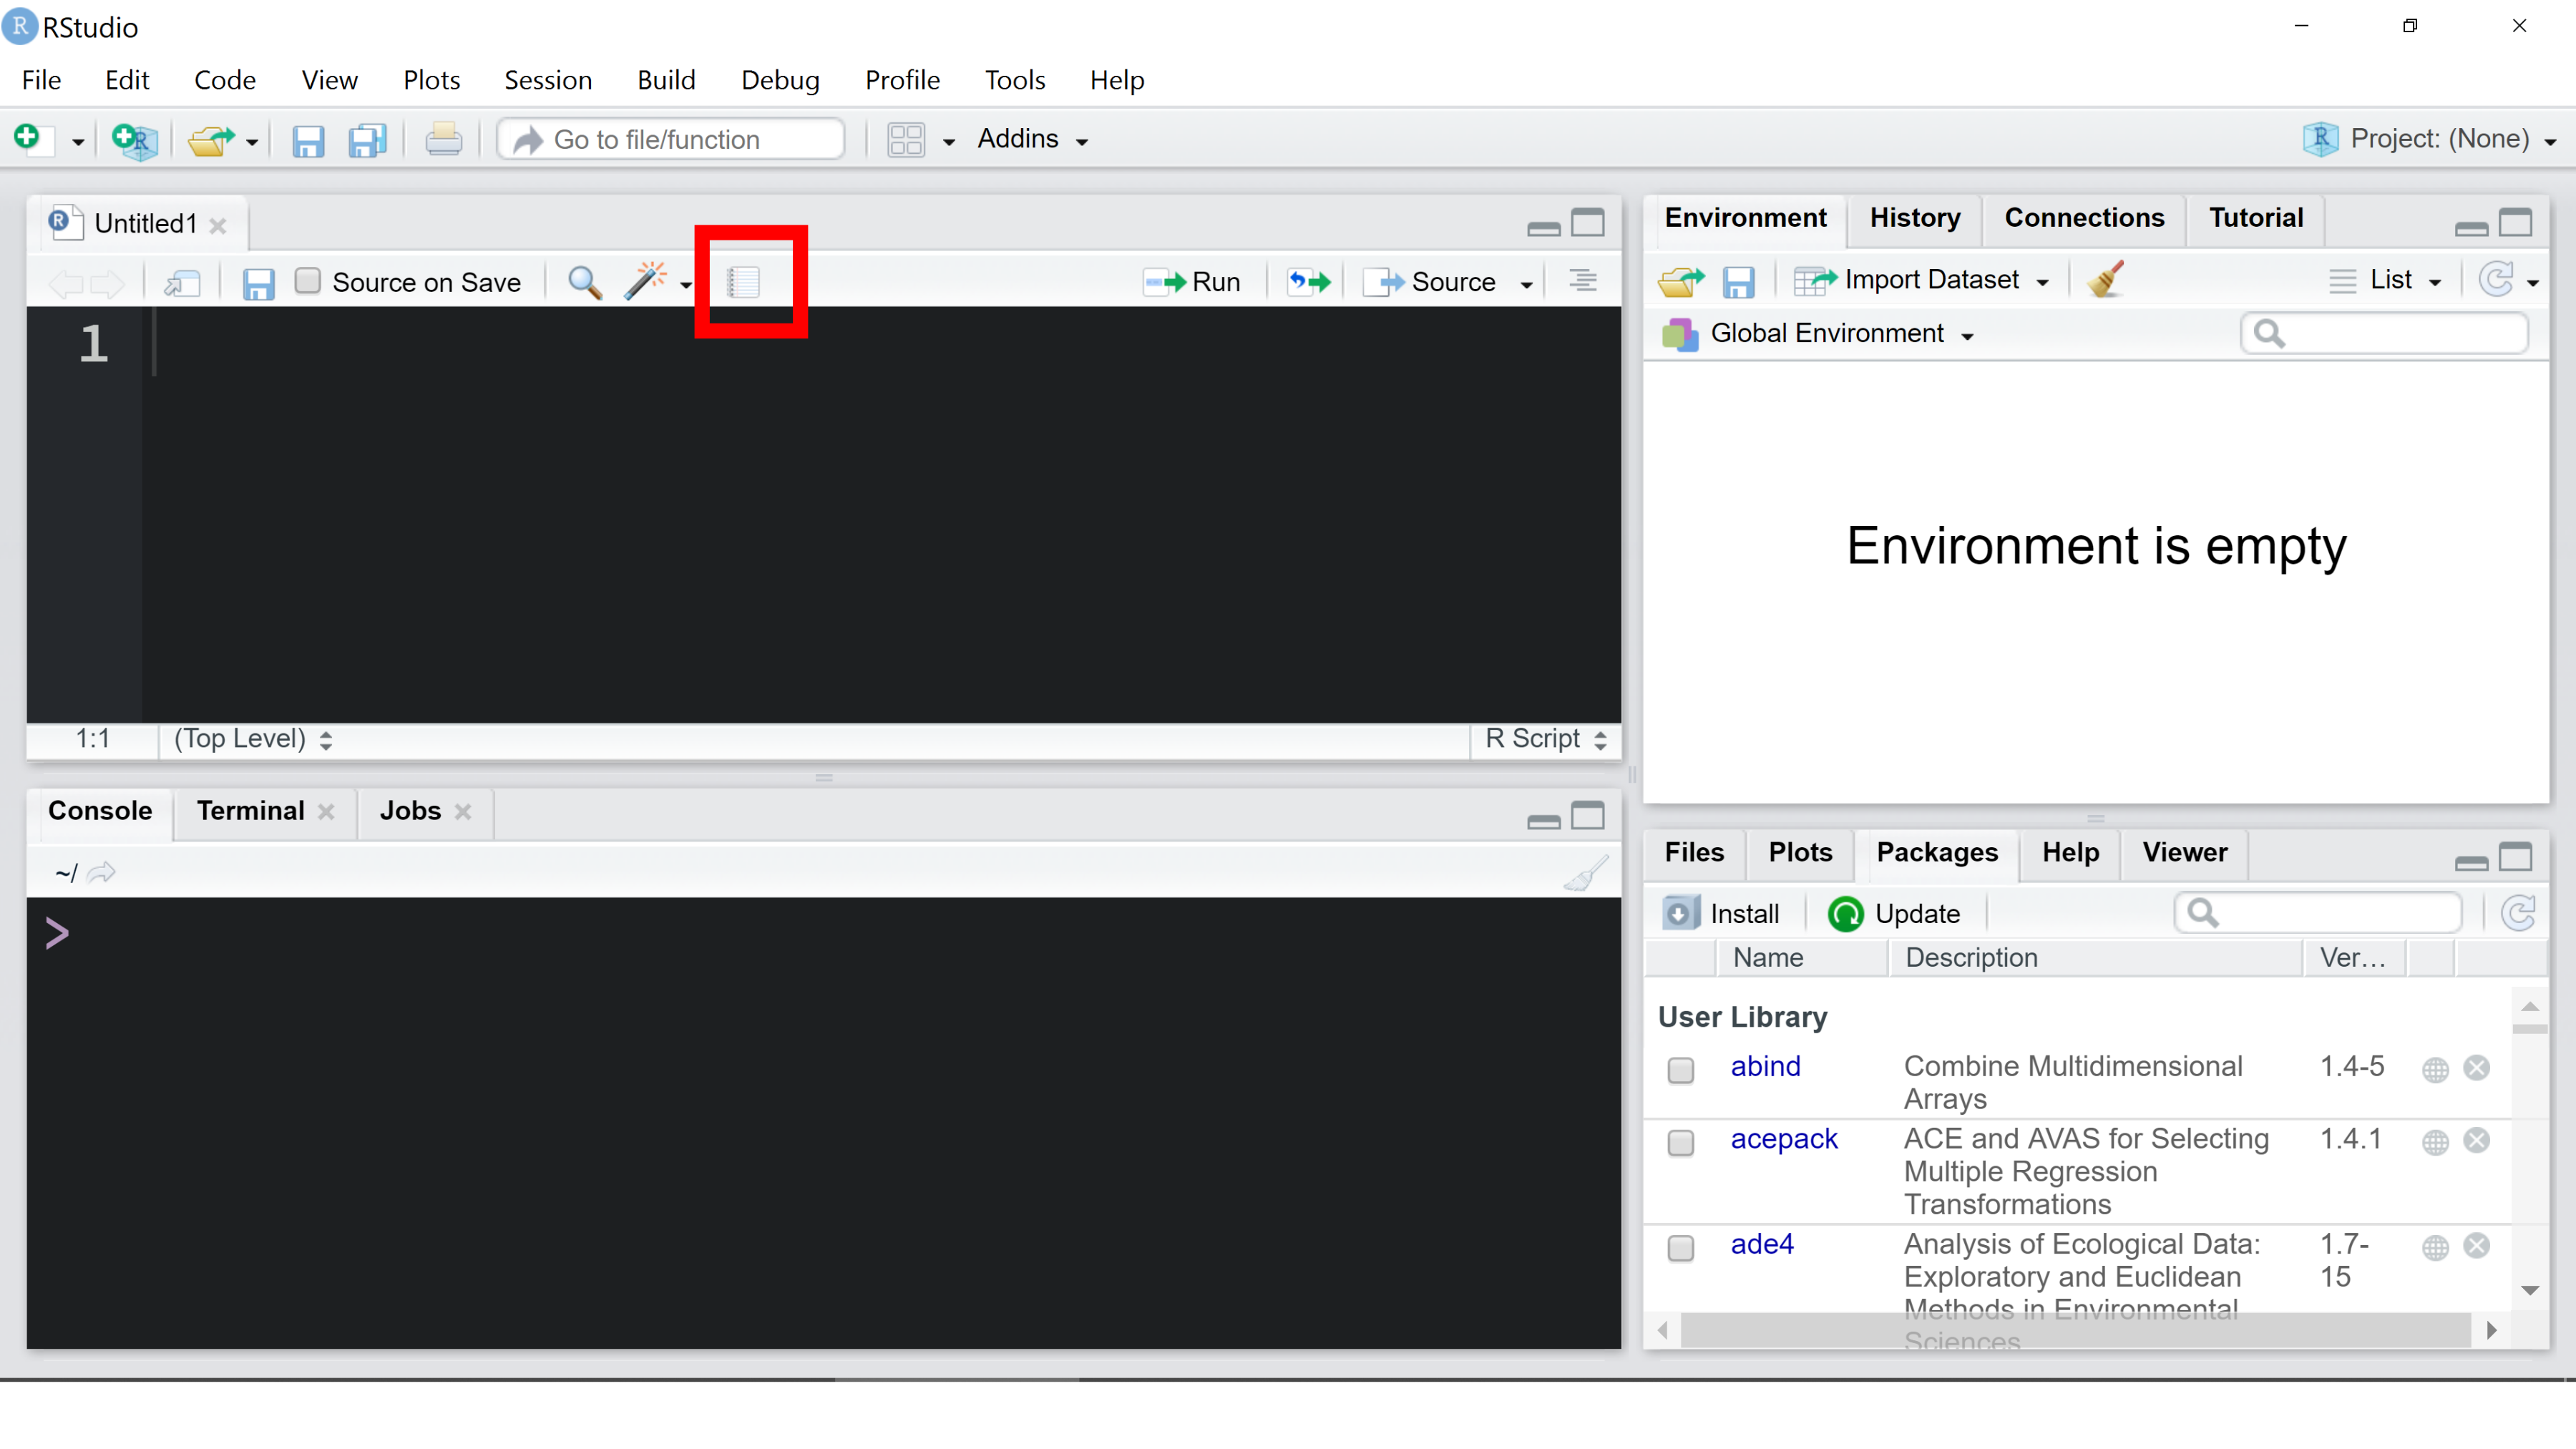 RStudio
File Edit Code View Plots Session Build Debug Profile Tools Help
Go to file/function Addins Project: (None)
Untitled1
Source on Save Run Source
1
1:1 (Top Level) R Script
Console Terminal Jobs
~/
>
Environment History Connections Tutorial
Import Dataset List
Global Environment
Environment is empty
Files Plots Packages Help Viewer
Install Update
Name Description Ver...
User Library
abind Combine Multidimensional 1.4-5
Arrays
acepack ACE and AVAS for Selecting 1.4.1
Multiple Regression
Transformations
ade4 Analysis of Ecological Data: 1.7-
Exploratory and Euclidean 15
Methods in Environmental
Sciences